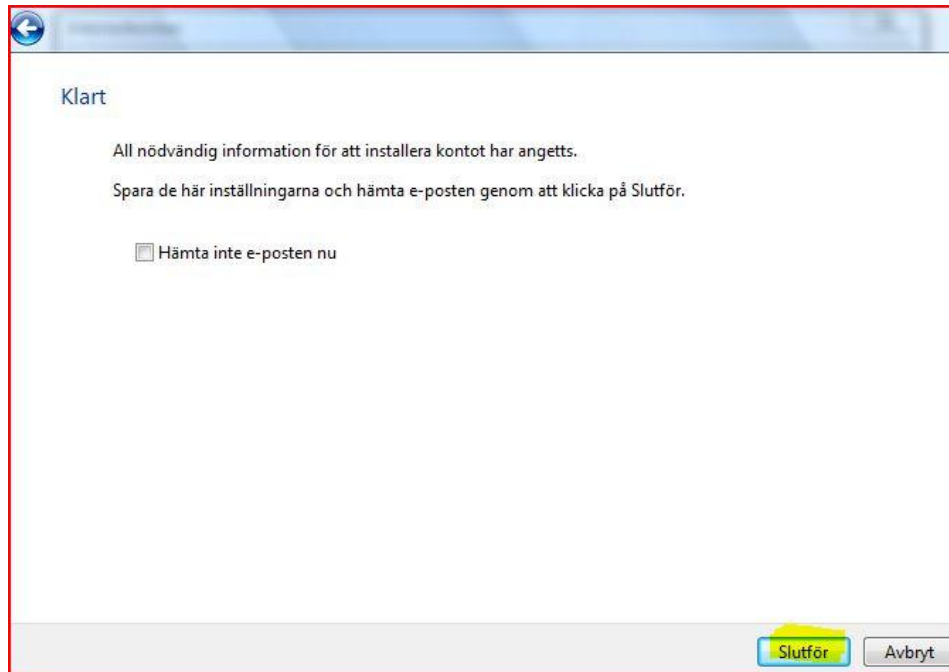 Klart
All nödvändig information för att installera kontot har angetts.
Spara de här inställningarna och hämta e-posten genom att klicka på Slutför.
Hämta inte e-posten nu
Slutför Avbryt